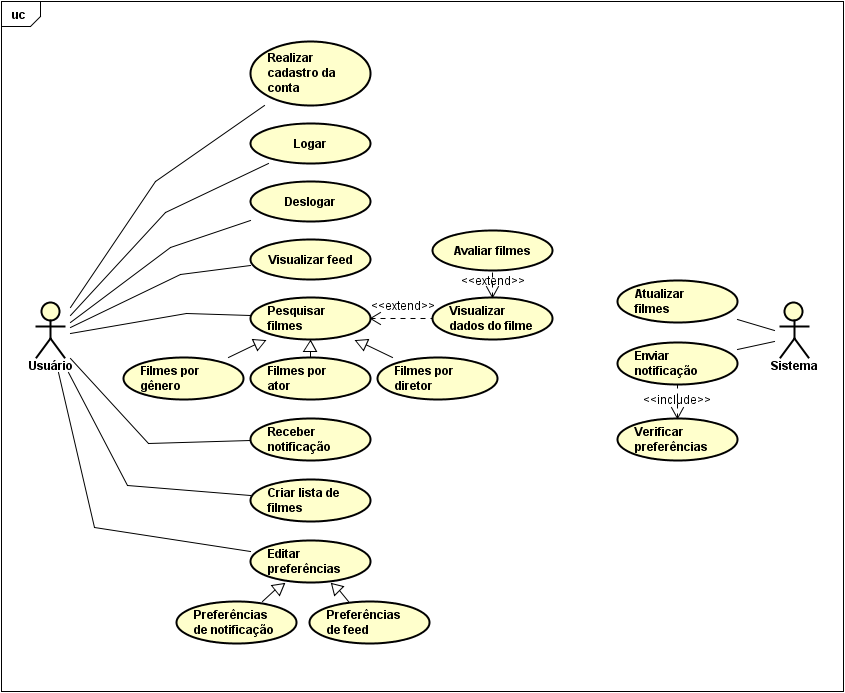 uc
Realizar
cadastro da
conta
Logar
Deslogar
Visualizar feed
Avaliar filmes
<<extend>>
Pesquisar
filmes
<<extend>>
Visualizar
dados do filme
Filmes por
gênero
Filmes por
ator
Filmes por
diretor
Usuário
Receber
notificação
Criar lista de
filmes
Editar
preferências
Preferências
de notificação
Preferências
de feed
Atualizar
filmes
Enviar
notificação
<<include>>
Verificar
preferências
Sistema